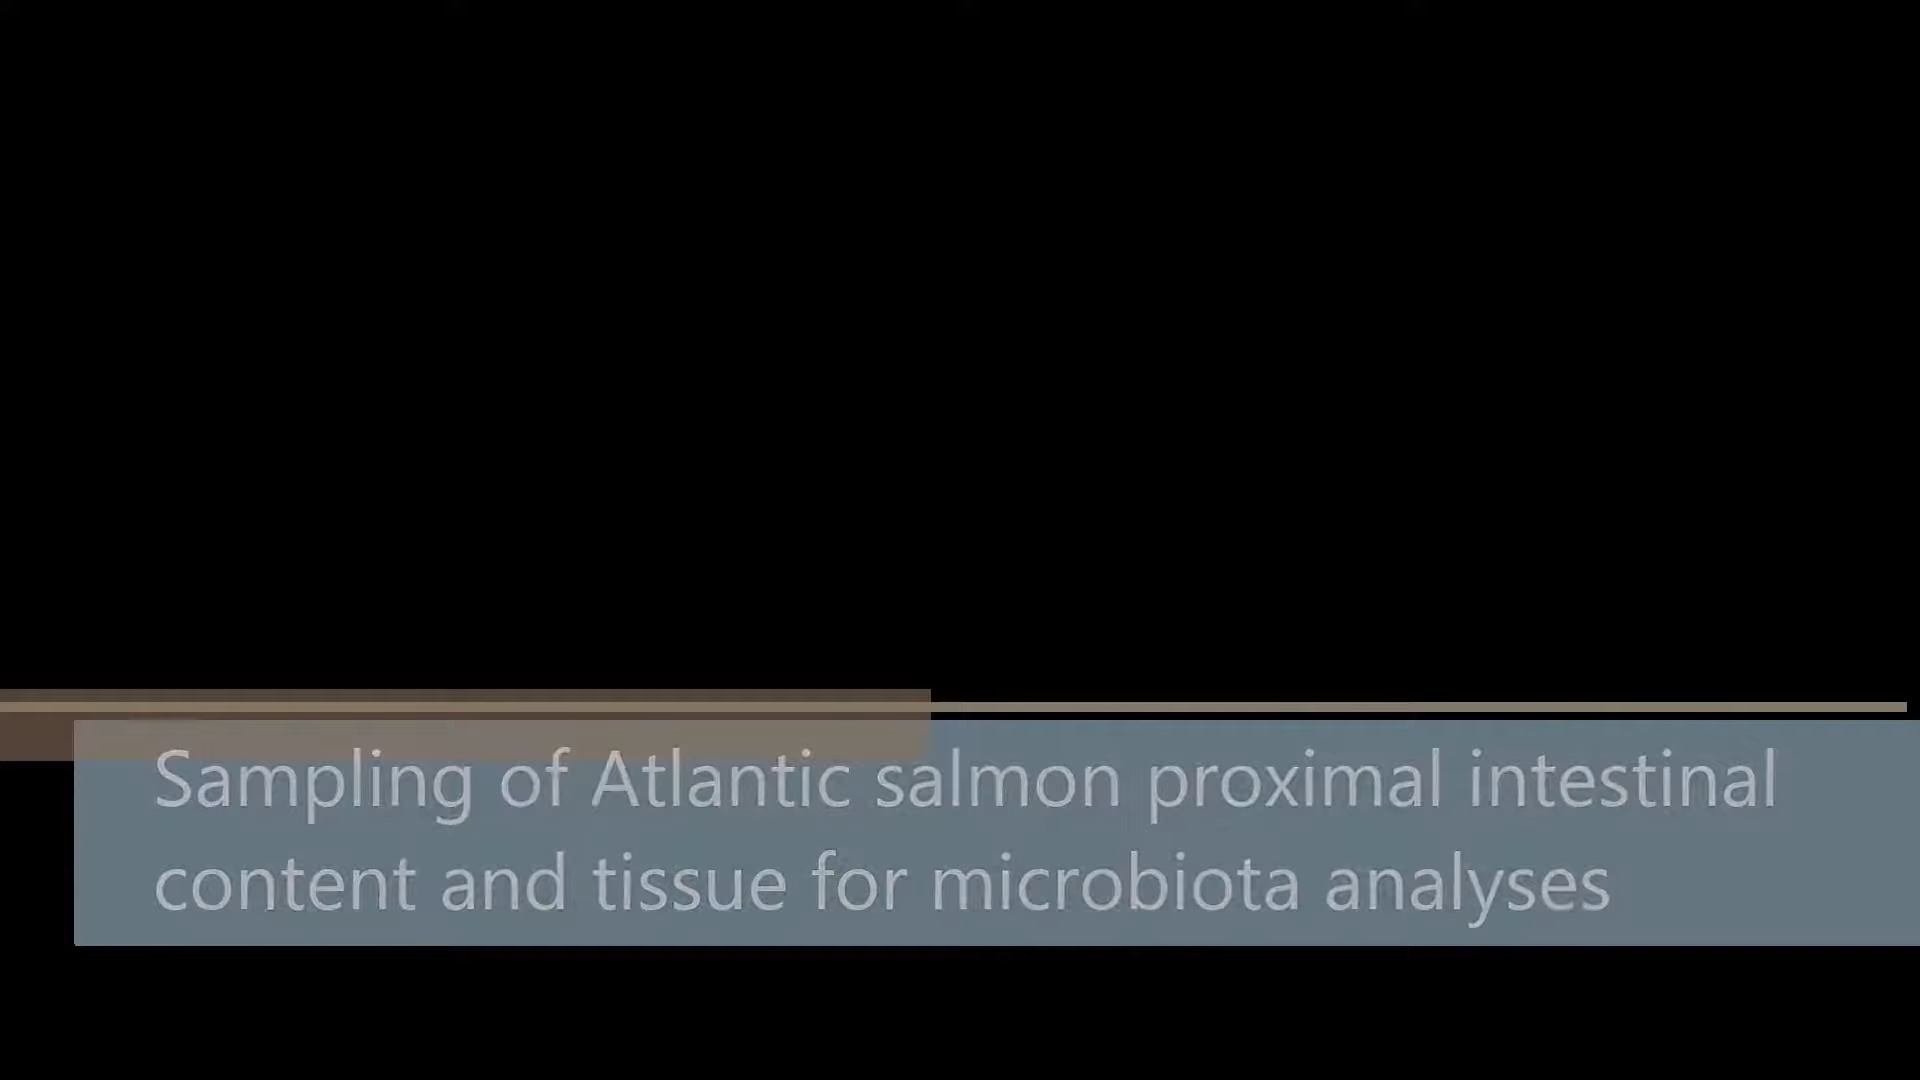 Sampling of Atlantic salmon proximal intestinal
content and tissue for microbiota analyses